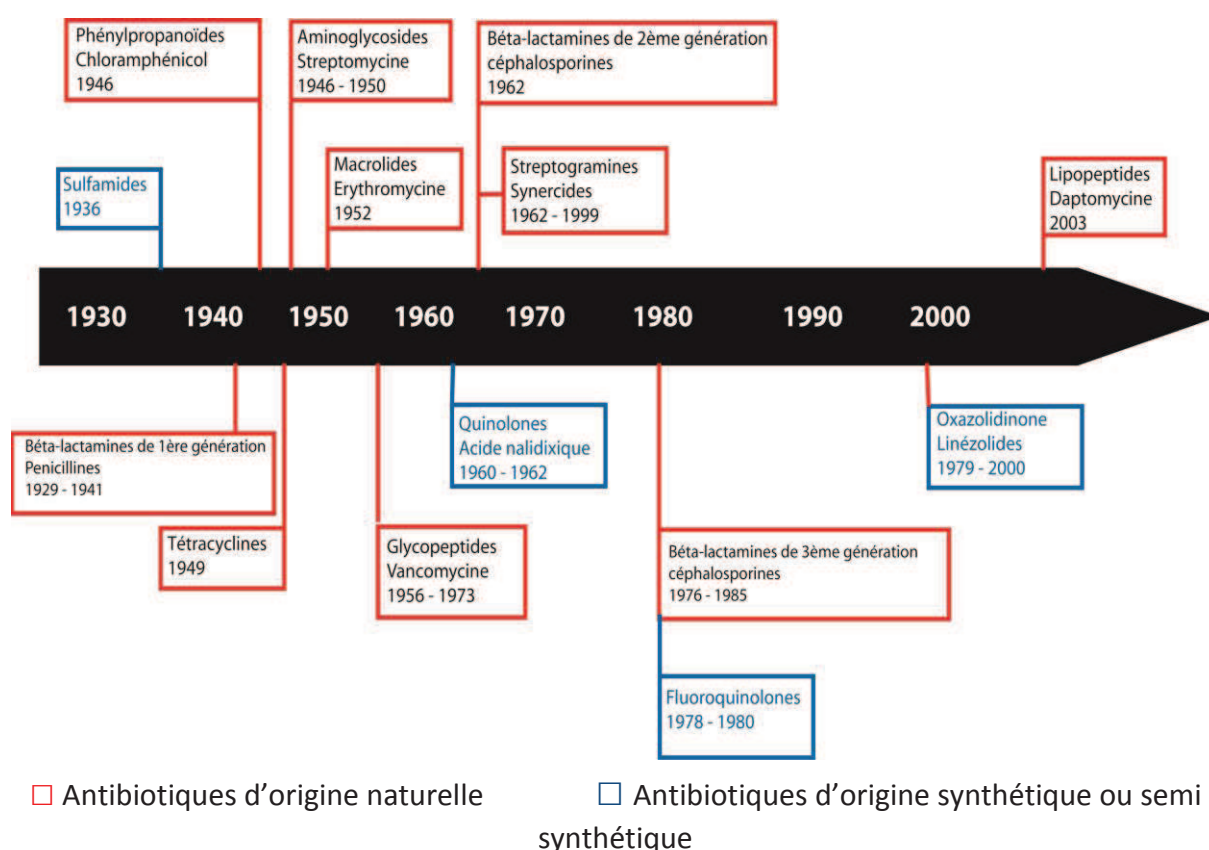 Phénylpropanoïdes
Chloramphénicol
1946
Aminoglycosides
Streptomycine
1946 - 1950
Béta-lactamines de 2ème génération
céphalosporines
1962
Sulfamides
1936
Macrolides
Erythromycine
1952
Streptogramines
Synercides
1962 - 1999
Lipopeptides
Daptomycine
2003
1930 1940 1950 1960 1970 1980 1990 2000
Béta-lactamines de 1ère génération
Penicillines
1929 - 1941
Quinolones
Acide nalidixique
1960 - 1962
Oxazolidinone
Linézolides
1979 - 2000
Tétracyclines
1949
Glycopeptides
Vancomycine
1956 - 1973
Béta-lactamines de 3ème génération
céphalosporines
1976 - 1985
Fluoroquinolones
1978 - 1980
Antibiotiques d’origine naturelle Antibiotiques d’origine synthétique ou semi
synthétique